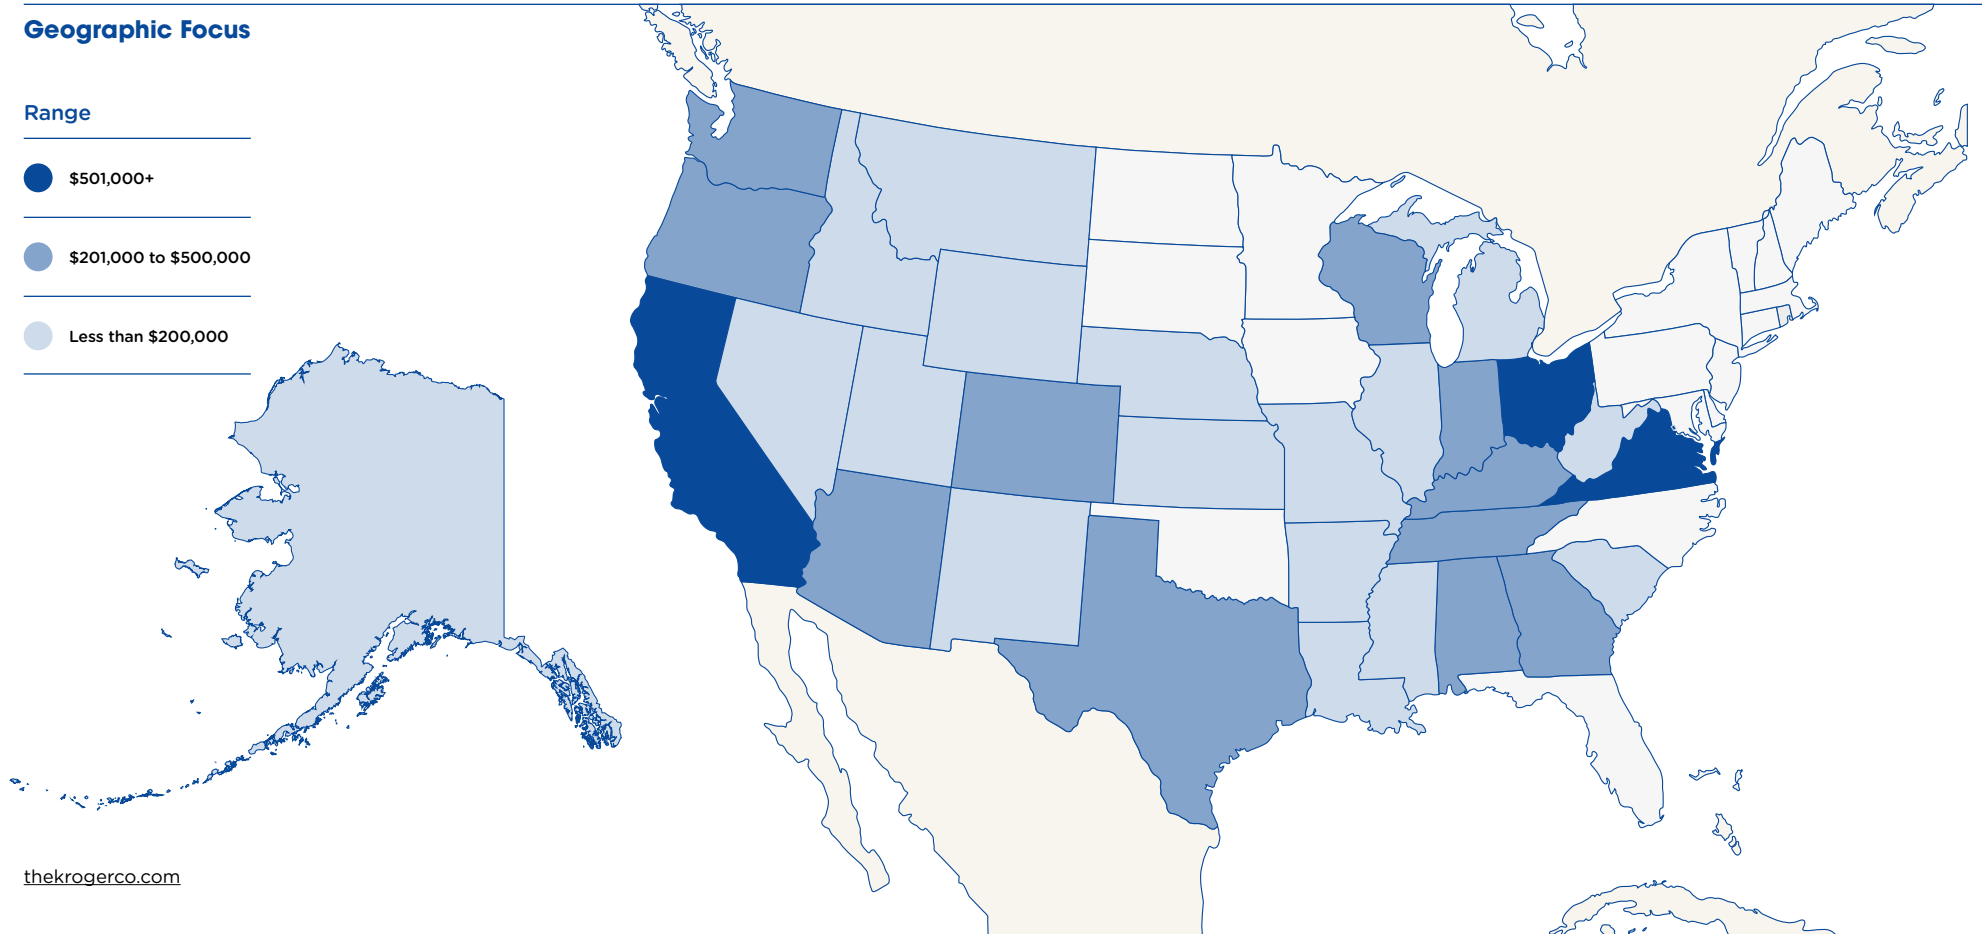 Geographic Focus
Range
$501,000+
$201,000 to $500,000
Less than $200,000
thekrogerco.com